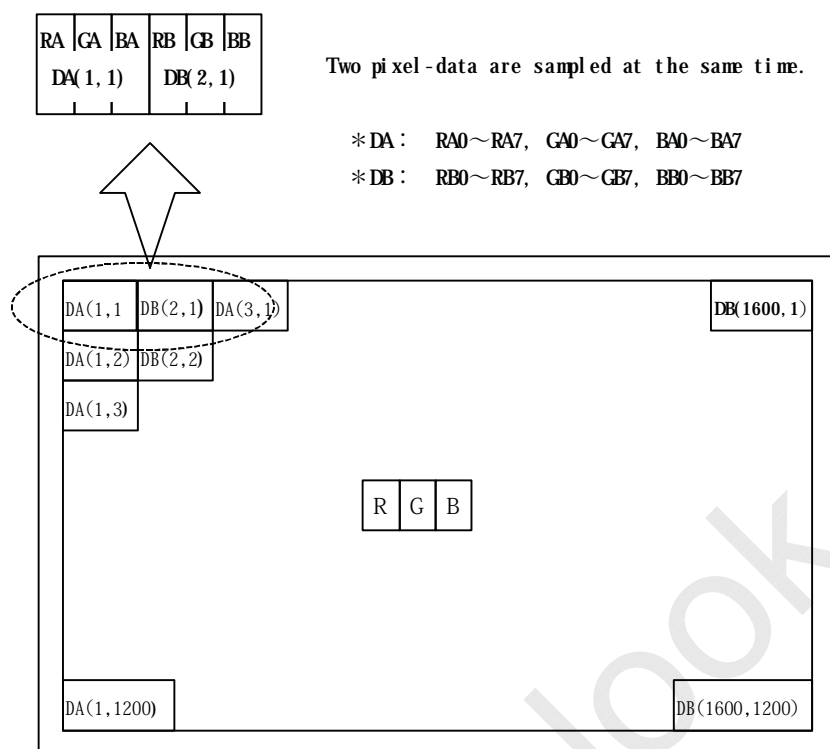 RA GA BA RB GB BB
DA(1,1) DB(2,1)
Two pixel-data are sampled at the same time.
*DA: RA0~RA7, GA0~GA7, BA0~BA7
*DB: RB0~RB7, GB0~GB7, BB0~BB7
DA(1,1 DB(2,1) DA(3,1) DB(1600,1)
DA(1,2) DB(2,2)
DA(1,3)
R G B
DA(1,1200) DB(1600,1200)
look